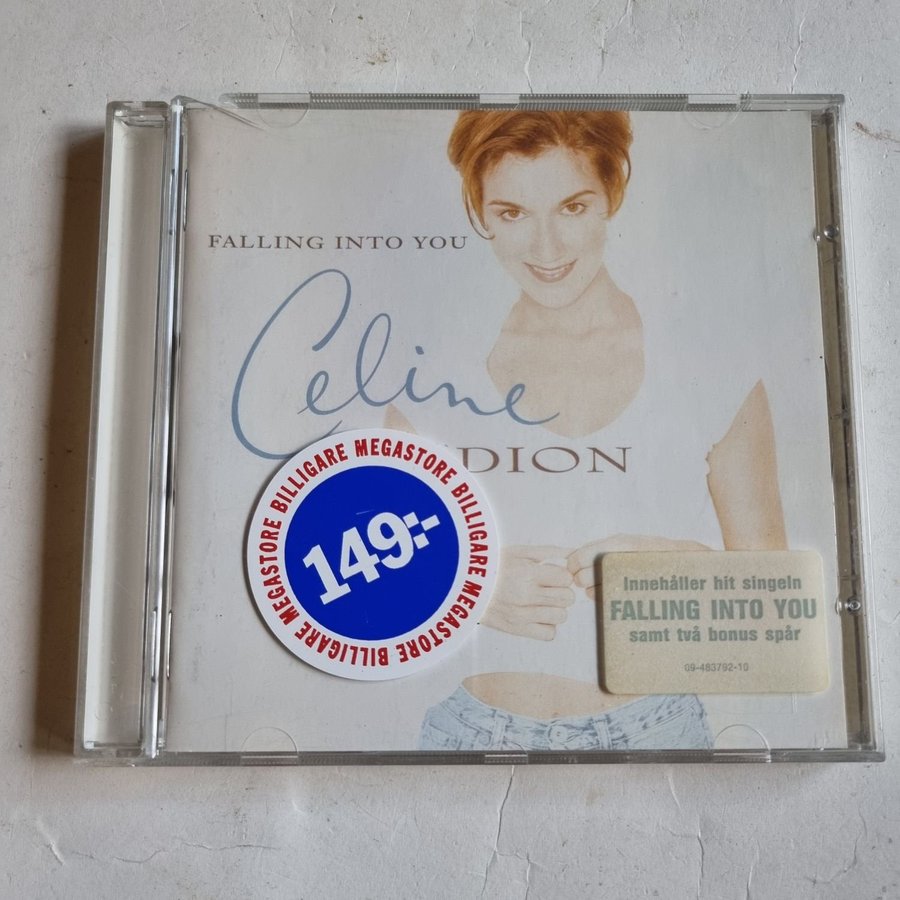 FALLING INTO YOU
Celine
DION
MEGASTORE BILLIGARE MEGASTORE BILLIGARE MEGASTORE BILLIGARE
149:-
Innehåller hit singeln
FALLING INTO YOU
samt två bonus spår
09-483792-10